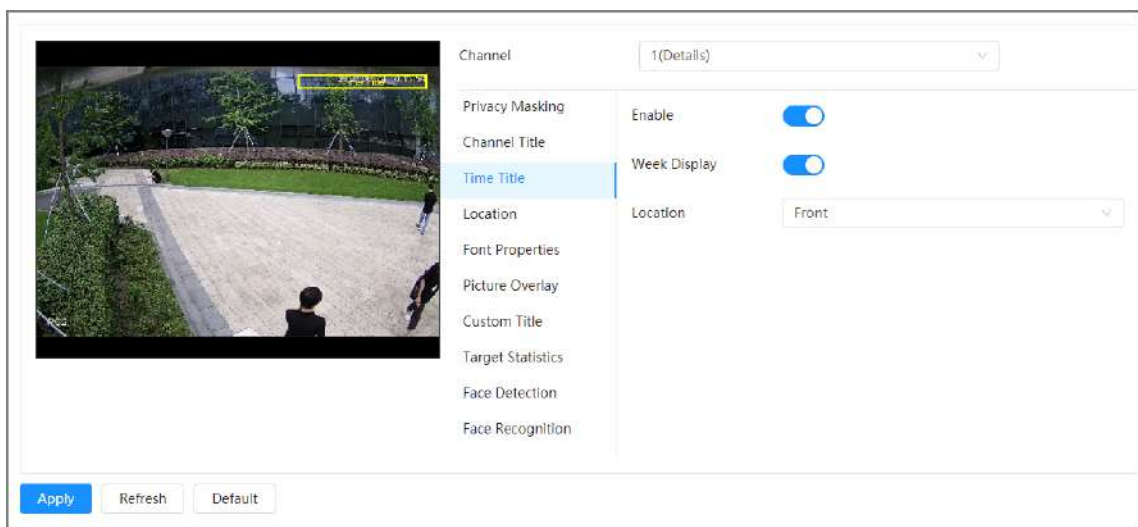 Channel
1(Details)
Privacy Masking
Channel Title
Time Title
Location
Font Properties
Picture Overlay
Custom Title
Target Statistics
Face Detection
Face Recognition
Enable
Week Display
Location
Front
Apply
Refresh
Default